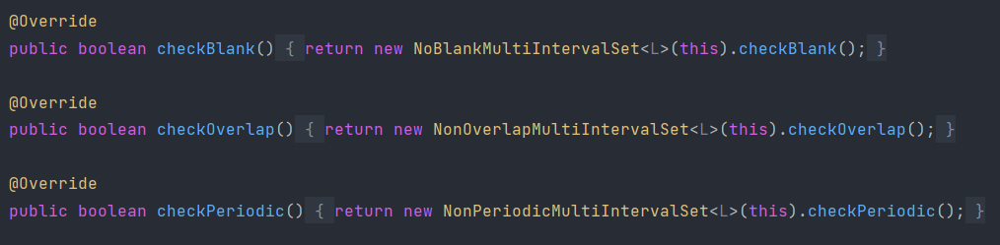 @Override
public boolean checkBlank() { return new NoBlankMultiIntervalSet<L>(this).checkBlank(); }
@Override
public boolean checkOverlap() { return new NonOverlapMultiIntervalSet<L>(this).checkOverlap(); }
@Override
public boolean checkPeriodic() { return new NonPeriodicMultiIntervalSet<L>(this).checkPeriodic(); }